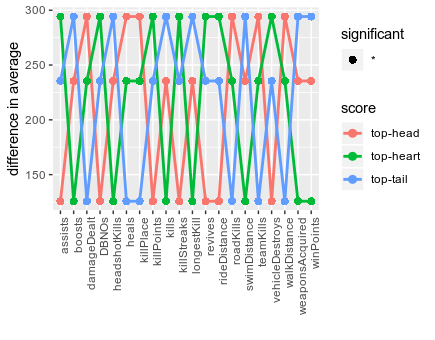 300
250
200
150
difference in average
assists
boosts
damageDealt
DBNOs
headshotKills
heals
killPlace
killPoints
kills
killStreaks
longestKill
revives
rideDistance
roadKills
swimDistance
teamKills
vehicleDestroys
walkDistance
weaponsAcquired
winPoints
significant
*
score
top-head
top-heart
top-tail